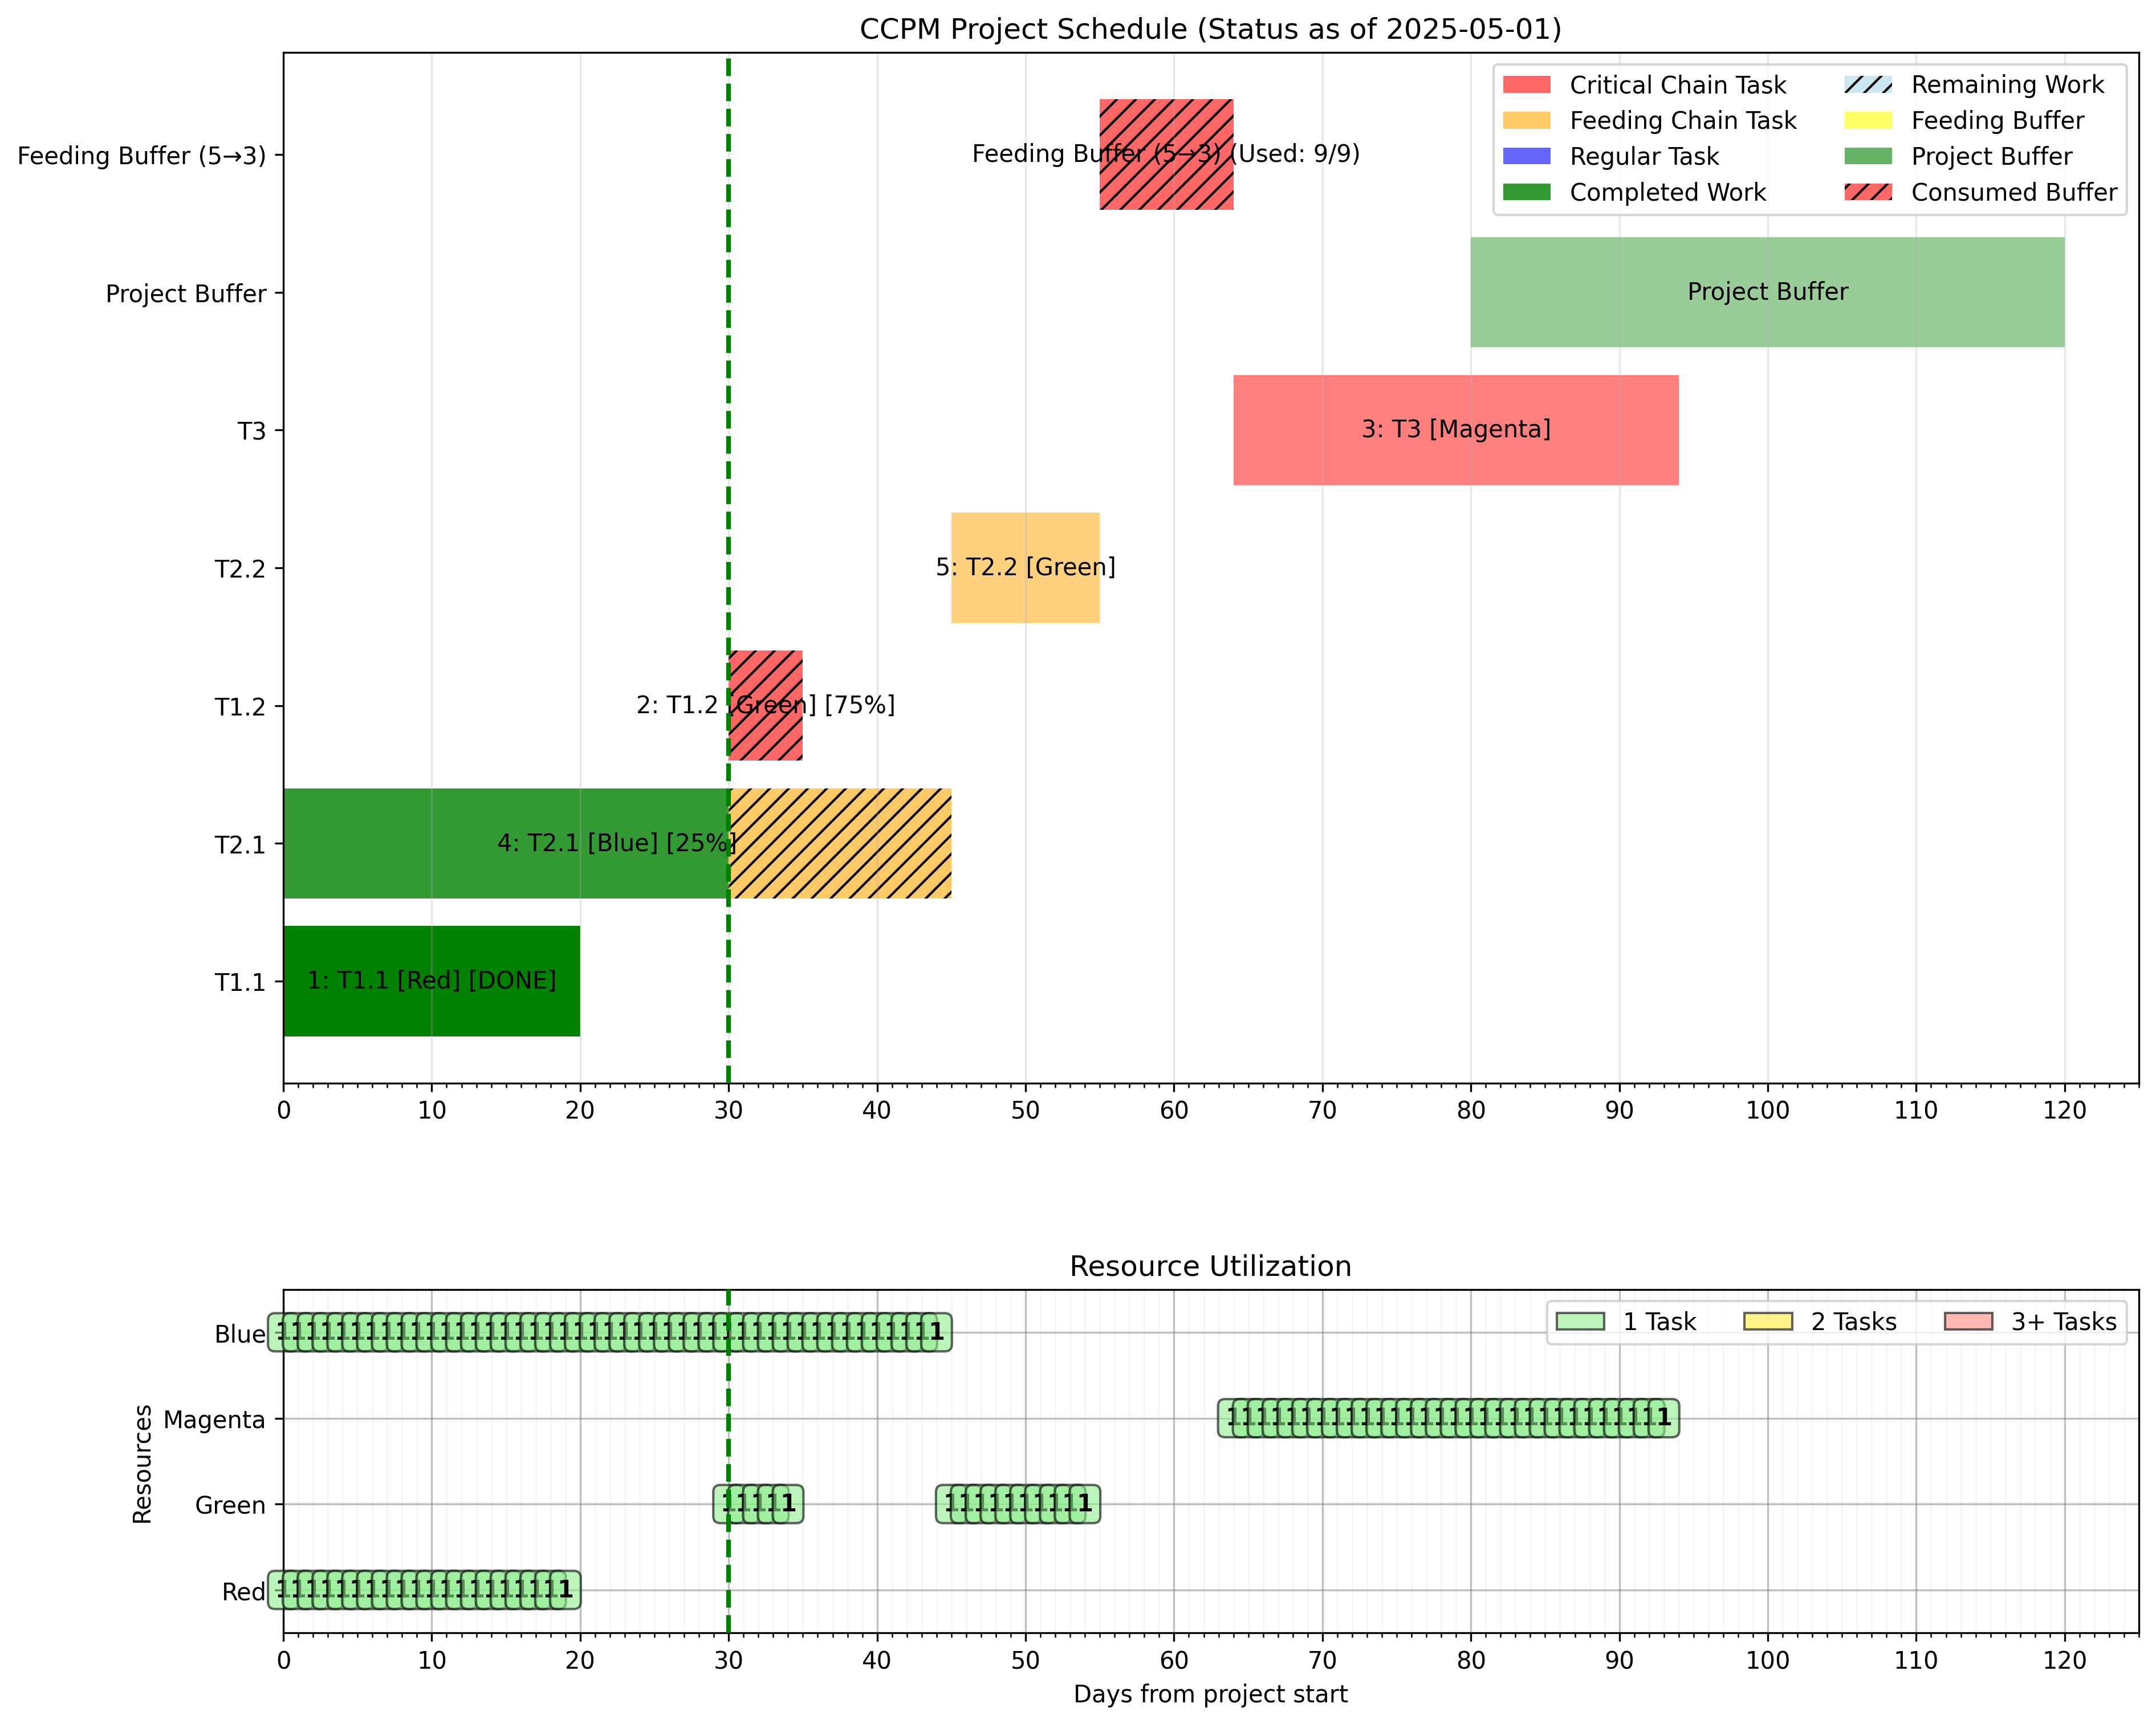 CCPM Project Schedule (Status as of 2025-05-01)
Critical Chain Task
Feeding Chain Task
Regular Task
Completed Work
Remaining Work
Feeding Buffer
Project Buffer
Consumed Buffer
Feeding Buffer (5→3)
Feeding Buffer (5→3) (Used: 9/9)
Project Buffer
Project Buffer
T3
3: T3 [Magenta]
T2.2
5: T2.2 [Green]
T1.2
2: T1.2 [Green] [75%]
T2.1
4: T2.1 [Blue] [25%]
T1.1
1: T1.1 [Red] [DONE]
0 10 20 30 40 50 60 70 80 90 100 110 120
Resource Utilization
1 Task 2 Tasks 3+ Tasks
Resources
Blue
Magenta
Green
Red
0 10 20 30 40 50 60 70 80 90 100 110 120
Days from project start